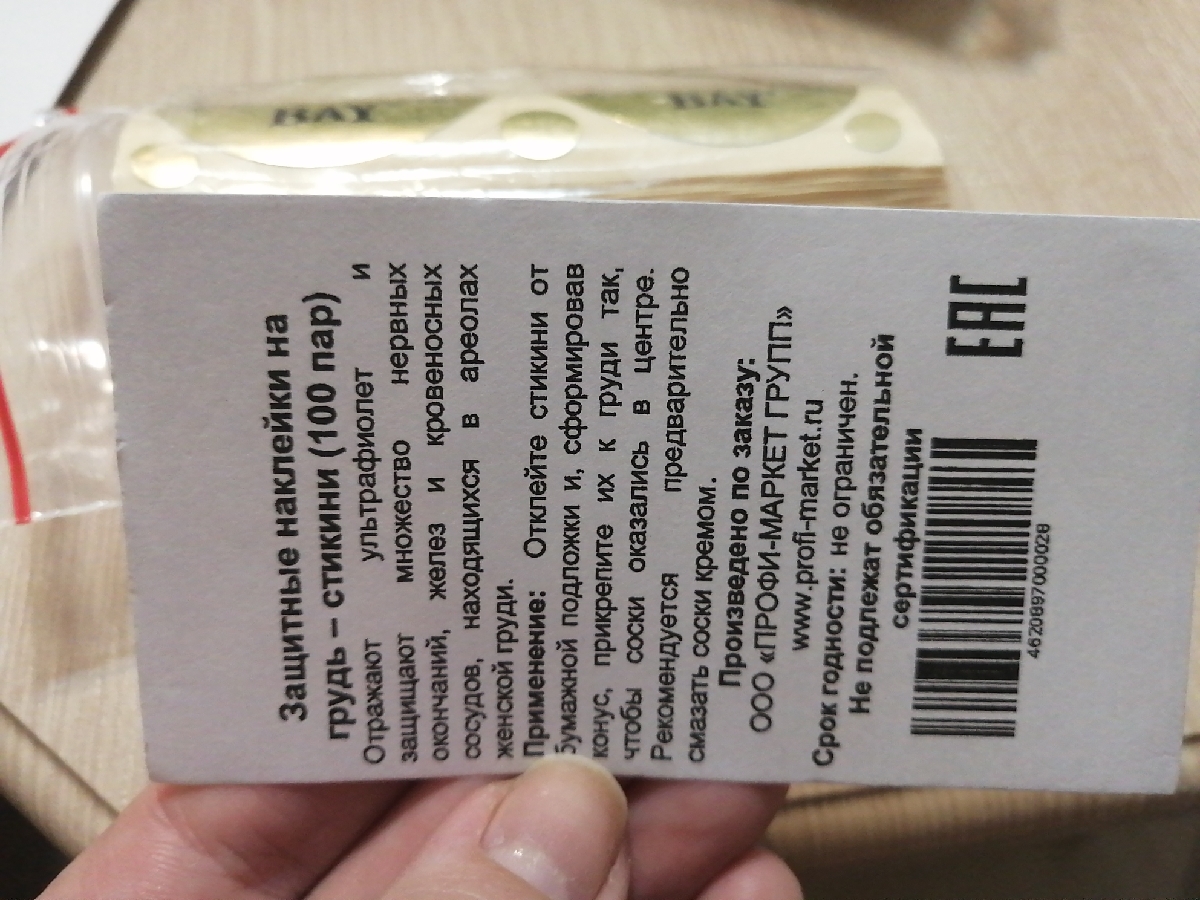 BAY
BAY
Защитные наклейки на
грудь – стикини (100 пар)
Отражают ультрафиолет и
защищают множество нервных
окончаний, желез и кровеносных
сосудов, находящихся в ареолах
женской груди.
Применение: Отклейте стикини от
бумажной подложки и, сформировав
конус, прикрепите их к груди так,
чтобы соски оказались в центре.
Рекомендуется предварительно
смазать соски кремом.
Произведено по заказу:
ООО «ПРОФИ-МАРКЕТ ГРУПП»
www.profi-market.ru
Срок годности: не ограничен.
Не подлежат обязательной
сертификации
4620897000028
EAC